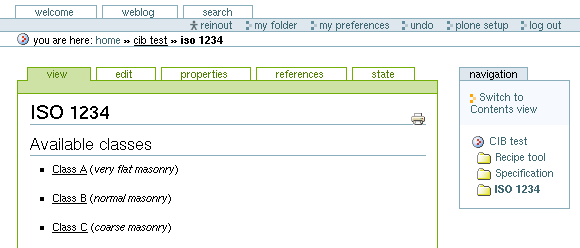 welcome weblog search
reinout my folder my preferences undo plone setup log out
you are here: home » cib test » iso 1234
view edit properties references state
ISO 1234
Available classes
Class A (very flat masonry)
Class B (normal masonry)
Class C (coarse masonry)
navigation
Switch to
Contents view
CIB test
Recipe tool
Specification
ISO 1234